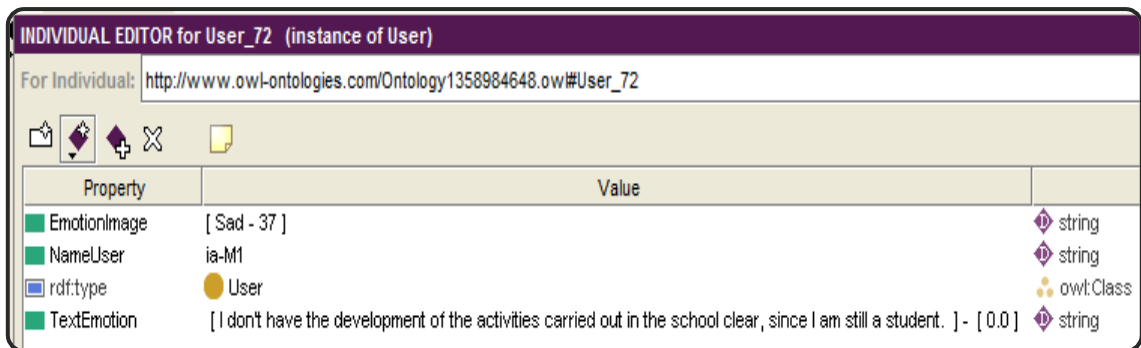 INDIVIDUAL EDITOR for User_72 (instance of User)
For Individual: http://www.owl-ontologies.com/Ontology1358984648.owl#User_72
Property Value
EmotionImage [ Sad - 37 ] string
NameUser ia-M1 string
rdf:type User owl:Class
TextEmotion [ I don't have the development of the activities carried out in the school clear, since I am still a student. ] - [ 0.0 ] string